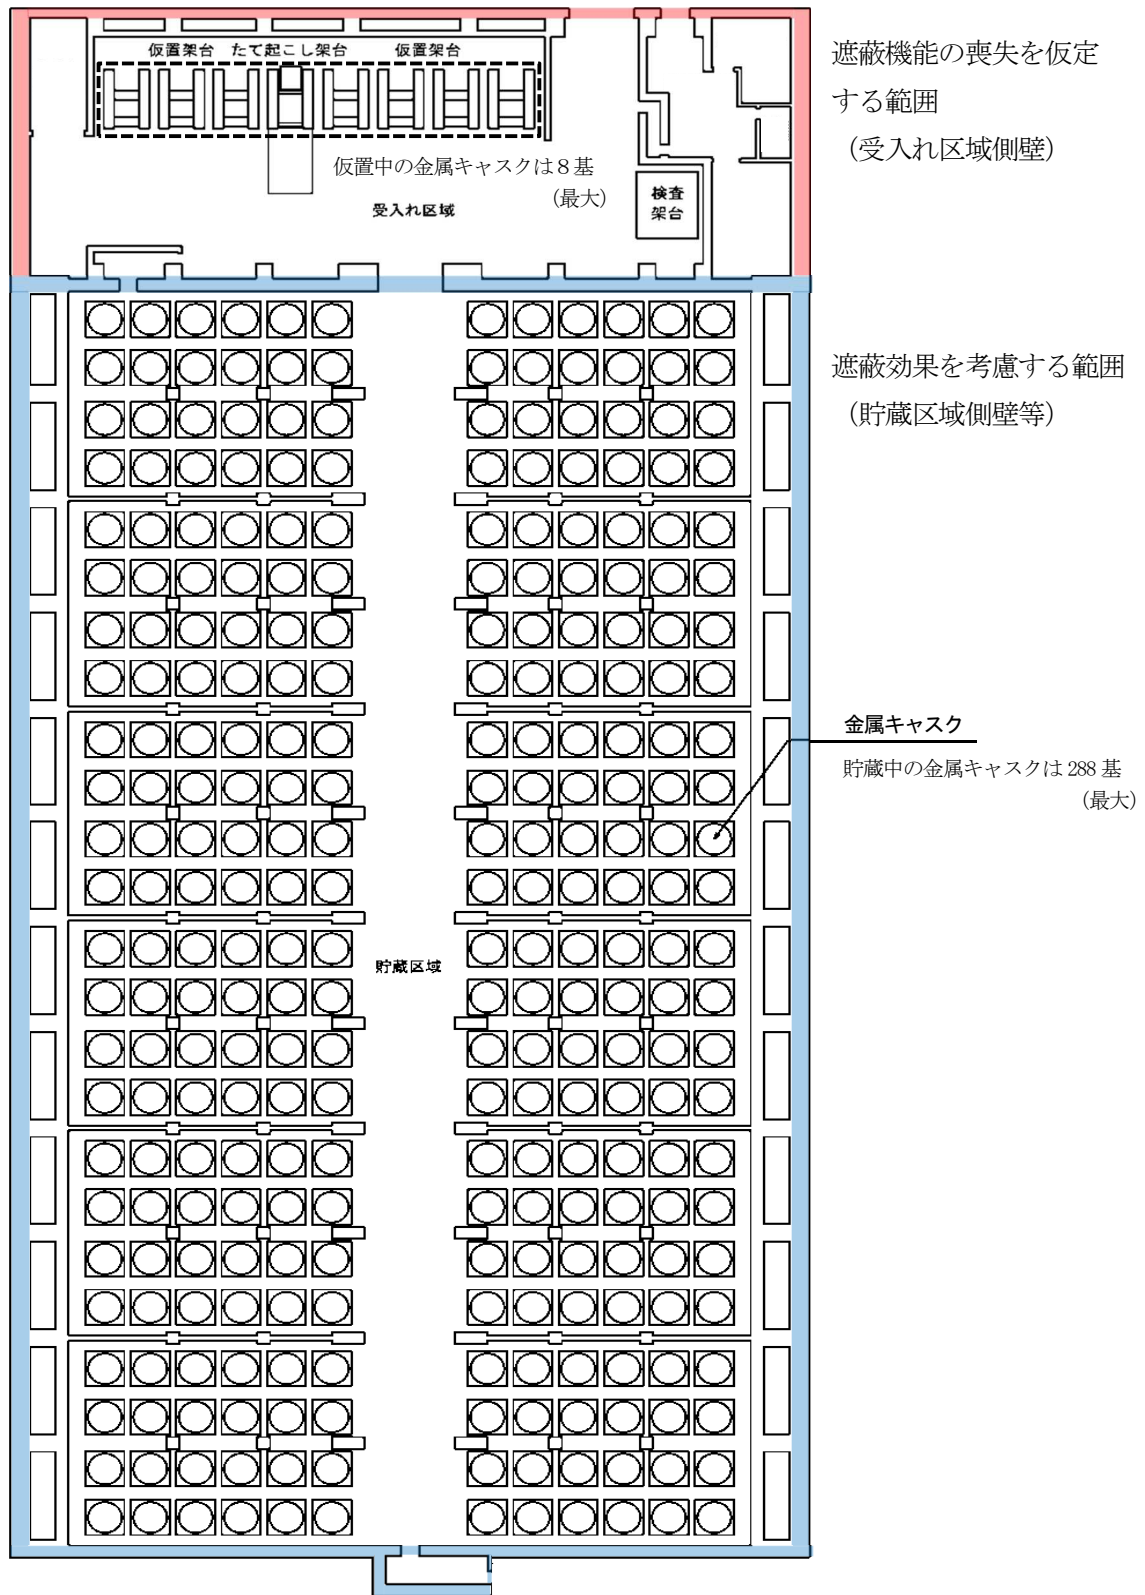 仮置架台 たて起こし架台 仮置架台
仮置中の金属キャスクは8基
(最大)
受入れ区域
検査
架台
遮蔽機能の喪失を仮定
する範囲
(受入れ区域側壁)
遮蔽効果を考慮する範囲
(貯蔵区域側壁等)
金属キャスク
貯蔵中の金属キャスクは 288 基
(最大)
貯蔵区域